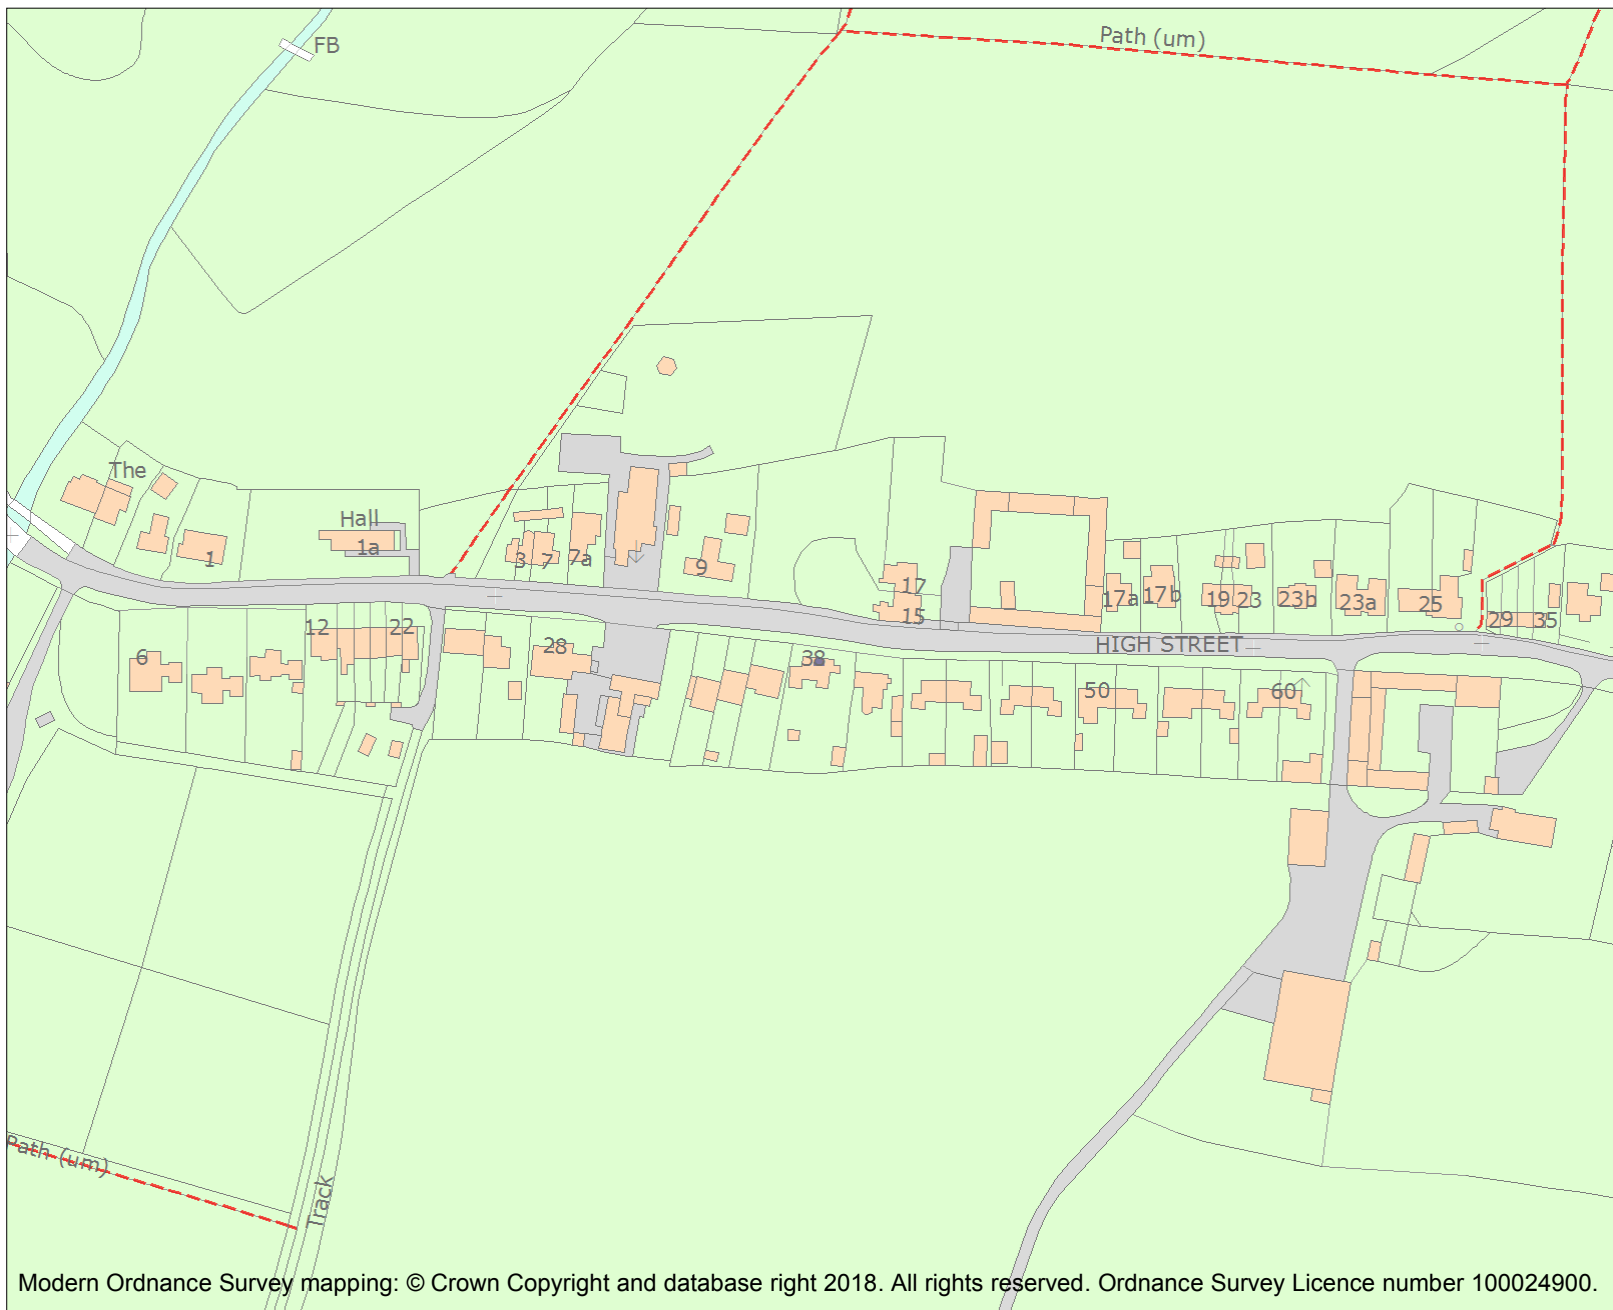 FB
Path (um)
The
Hall
1
1a
3
7
7a
9
17
15
17a
17b
19
23
23b
23a
25
29
35
HIGH STREET
12
22
6
28
38
50
60
Path (um)
Track
Modern Ordnance Survey mapping: © Crown Copyright and database right 2018. All rights reserved. Ordnance Survey Licence number 100024900.